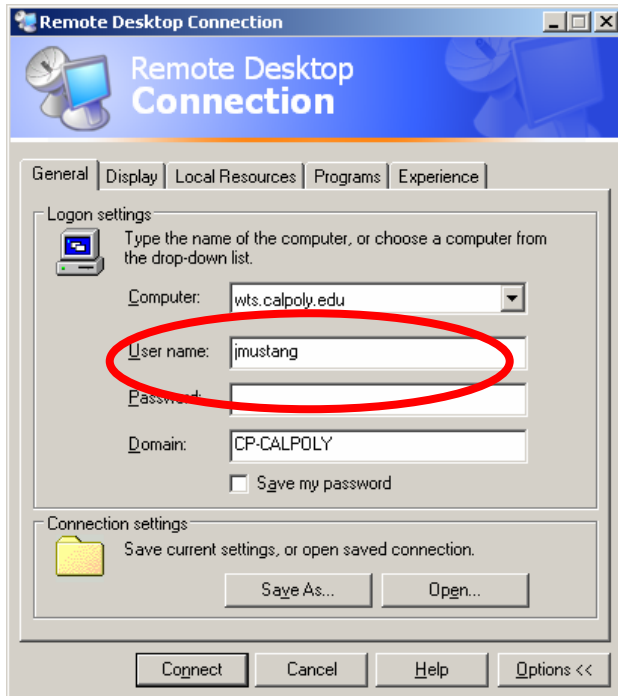 Remote Desktop Connection
Remote Desktop
Connection
General Display Local Resources Programs Experience
Logon settings
Type the name of the computer, or choose a computer from
the drop-down list.
Computer: wts.calpoly.edu
User name: jmustang
Password:
Domain: CP-CALPOLY
Save my password
Connection settings
Save current settings, or open saved connection.
Save As... Open...
Connect Cancel Help Options <<